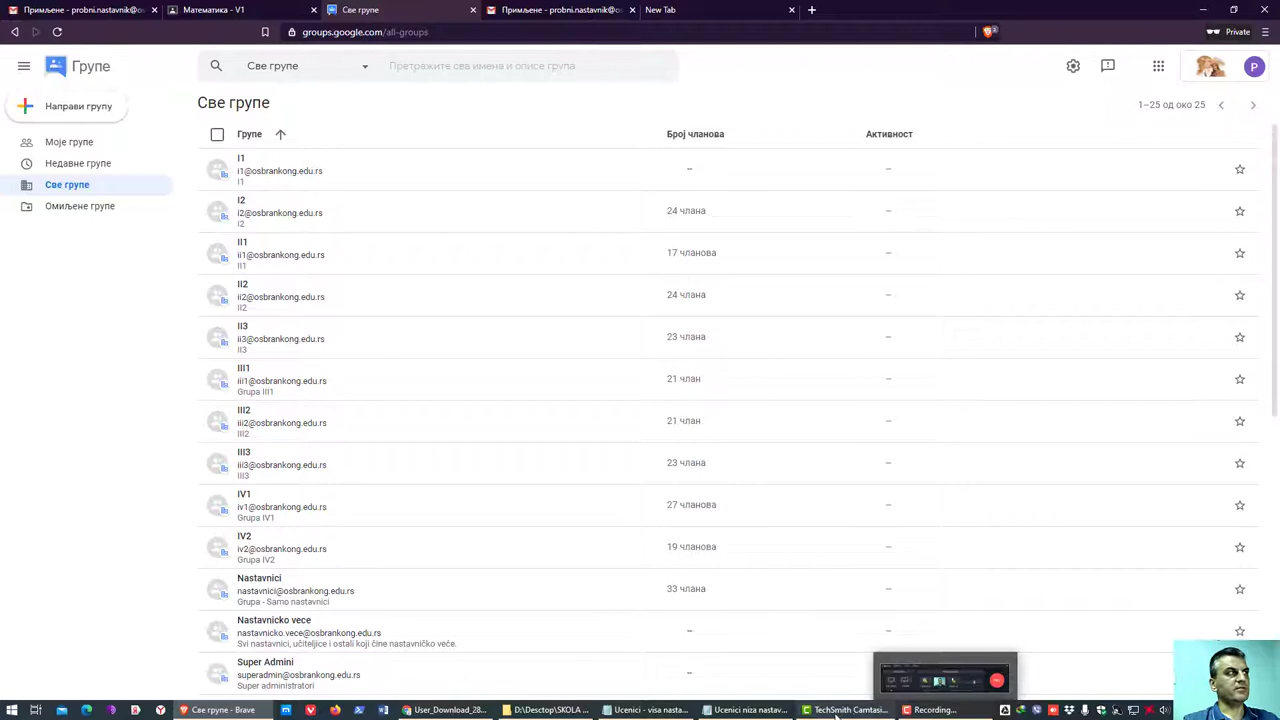 Примљене - probni.nastavnik@os
Математика - V1
Све групе
Примљене - probni.nastavnik@os
New Tab
groups.google.com/all-groups
Private
Групе
Све групе
Претражите сва имена и описе група
P
Направи групу
Моје групе
Недавне групе
Све групе
Омиљене групе
Све групе
1–25 од око 25
Групе
Број чланова
Активност
I1
i1@osbrankong.edu.rs
I1
–
–
I2
i2@osbrankong.edu.rs
I2
24 члана
–
II1
ii1@osbrankong.edu.rs
II1
17 чланова
–
II2
ii2@osbrankong.edu.rs
II2
24 члана
–
II3
ii3@osbrankong.edu.rs
II3
23 члана
–
III1
iii1@osbrankong.edu.rs
Grupa III1
21 члан
–
III2
iii2@osbrankong.edu.rs
III2
21 члан
–
III3
iii3@osbrankong.edu.rs
III3
23 члана
–
IV1
iv1@osbrankong.edu.rs
Grupa IV1
27 чланова
–
IV2
iv2@osbrankong.edu.rs
Grupa IV2
19 чланова
–
Nastavnici
nastavnici@osbrankong.edu.rs
Grupa - Samo nastavnici
33 члана
–
Nastavnicko vece
nastavnicko.vece@osbrankong.edu.rs
Svi nastavnici, učiteljice i ostali koji čine nastavničko veće.
–
–
Super Admini
superadmin@osbrankong.edu.rs
Super administratori
–
Све групе - Brave
User_Download_28...
D:\Desctop\SKOLA ...
Ucenici - visa nasta...
Ucenici niza nastav...
TechSmith Camtasi...
Recording...